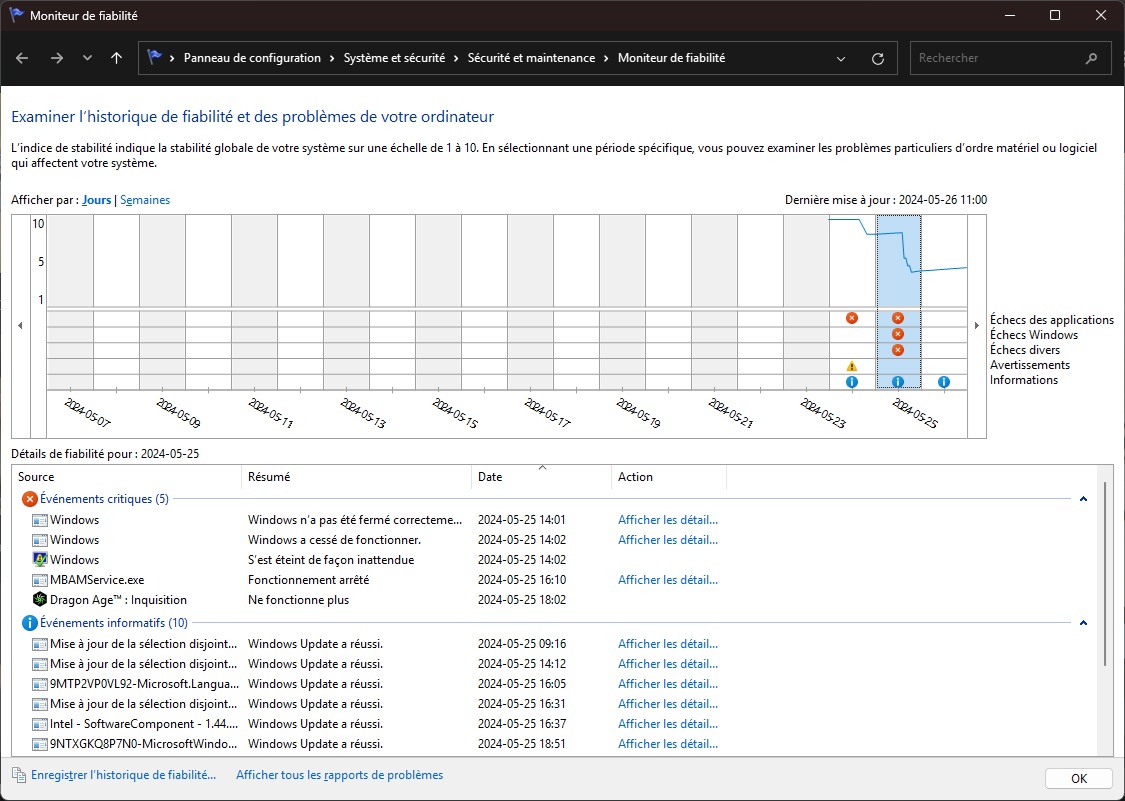 Moniteur de fiabilité
Panneau de configuration
Système et sécurité
Sécurité et maintenance
Moniteur de fiabilité
Rechercher
Examiner l’historique de fiabilité et des problèmes de votre ordinateur
L’indice de stabilité indique la stabilité globale de votre système sur une échelle de 1 à 10. En sélectionnant une période spécifique, vous pouvez examiner les problèmes particuliers d’ordre matériel ou logiciel
qui affectent votre système.
Afficher par : Jours | Semaines
Dernière mise à jour : 2024-05-26 11:00
10
5
1
Échecs des applications
Échecs Windows
Échecs divers
Avertissements
Informations
2024-05-07 2024-05-09 2024-05-11 2024-05-13 2024-05-15 2024-05-17 2024-05-19 2024-05-21 2024-05-23 2024-05-25
Détails de fiabilité pour : 2024-05-25
Source Résumé Date Action
Événements critiques (5)
Windows Windows n’a pas été fermé correcteme... 2024-05-25 14:01 Afficher les détail...
Windows Windows a cessé de fonctionner. 2024-05-25 14:02 Afficher les détail...
Windows S’est éteint de façon inattendue 2024-05-25 14:02
MBAMService.exe Fonctionnement arrêté 2024-05-25 16:10 Afficher les détail...
Dragon Age™ : Inquisition Ne fonctionne plus 2024-05-25 18:02
Événements informatifs (10)
Mise à jour de la sélection disjoint... Windows Update a réussi. 2024-05-25 09:16 Afficher les détail...
Mise à jour de la sélection disjoint... Windows Update a réussi. 2024-05-25 14:12 Afficher les détail...
9MTP2VP0VL92-Microsoft.Langua... Windows Update a réussi. 2024-05-25 16:05 Afficher les détail...
Mise à jour de la sélection disjoint... Windows Update a réussi. 2024-05-25 16:31 Afficher les détail...
Intel - SoftwareComponent - 1.44.... Windows Update a réussi. 2024-05-25 16:37 Afficher les détail...
9NTXGKQ8P7N0-MicrosoftWindo... Windows Update a réussi. 2024-05-25 18:51 Afficher les détail...
Enregistrer l’historique de fiabilité... Afficher tous les rapports de problèmes
OK